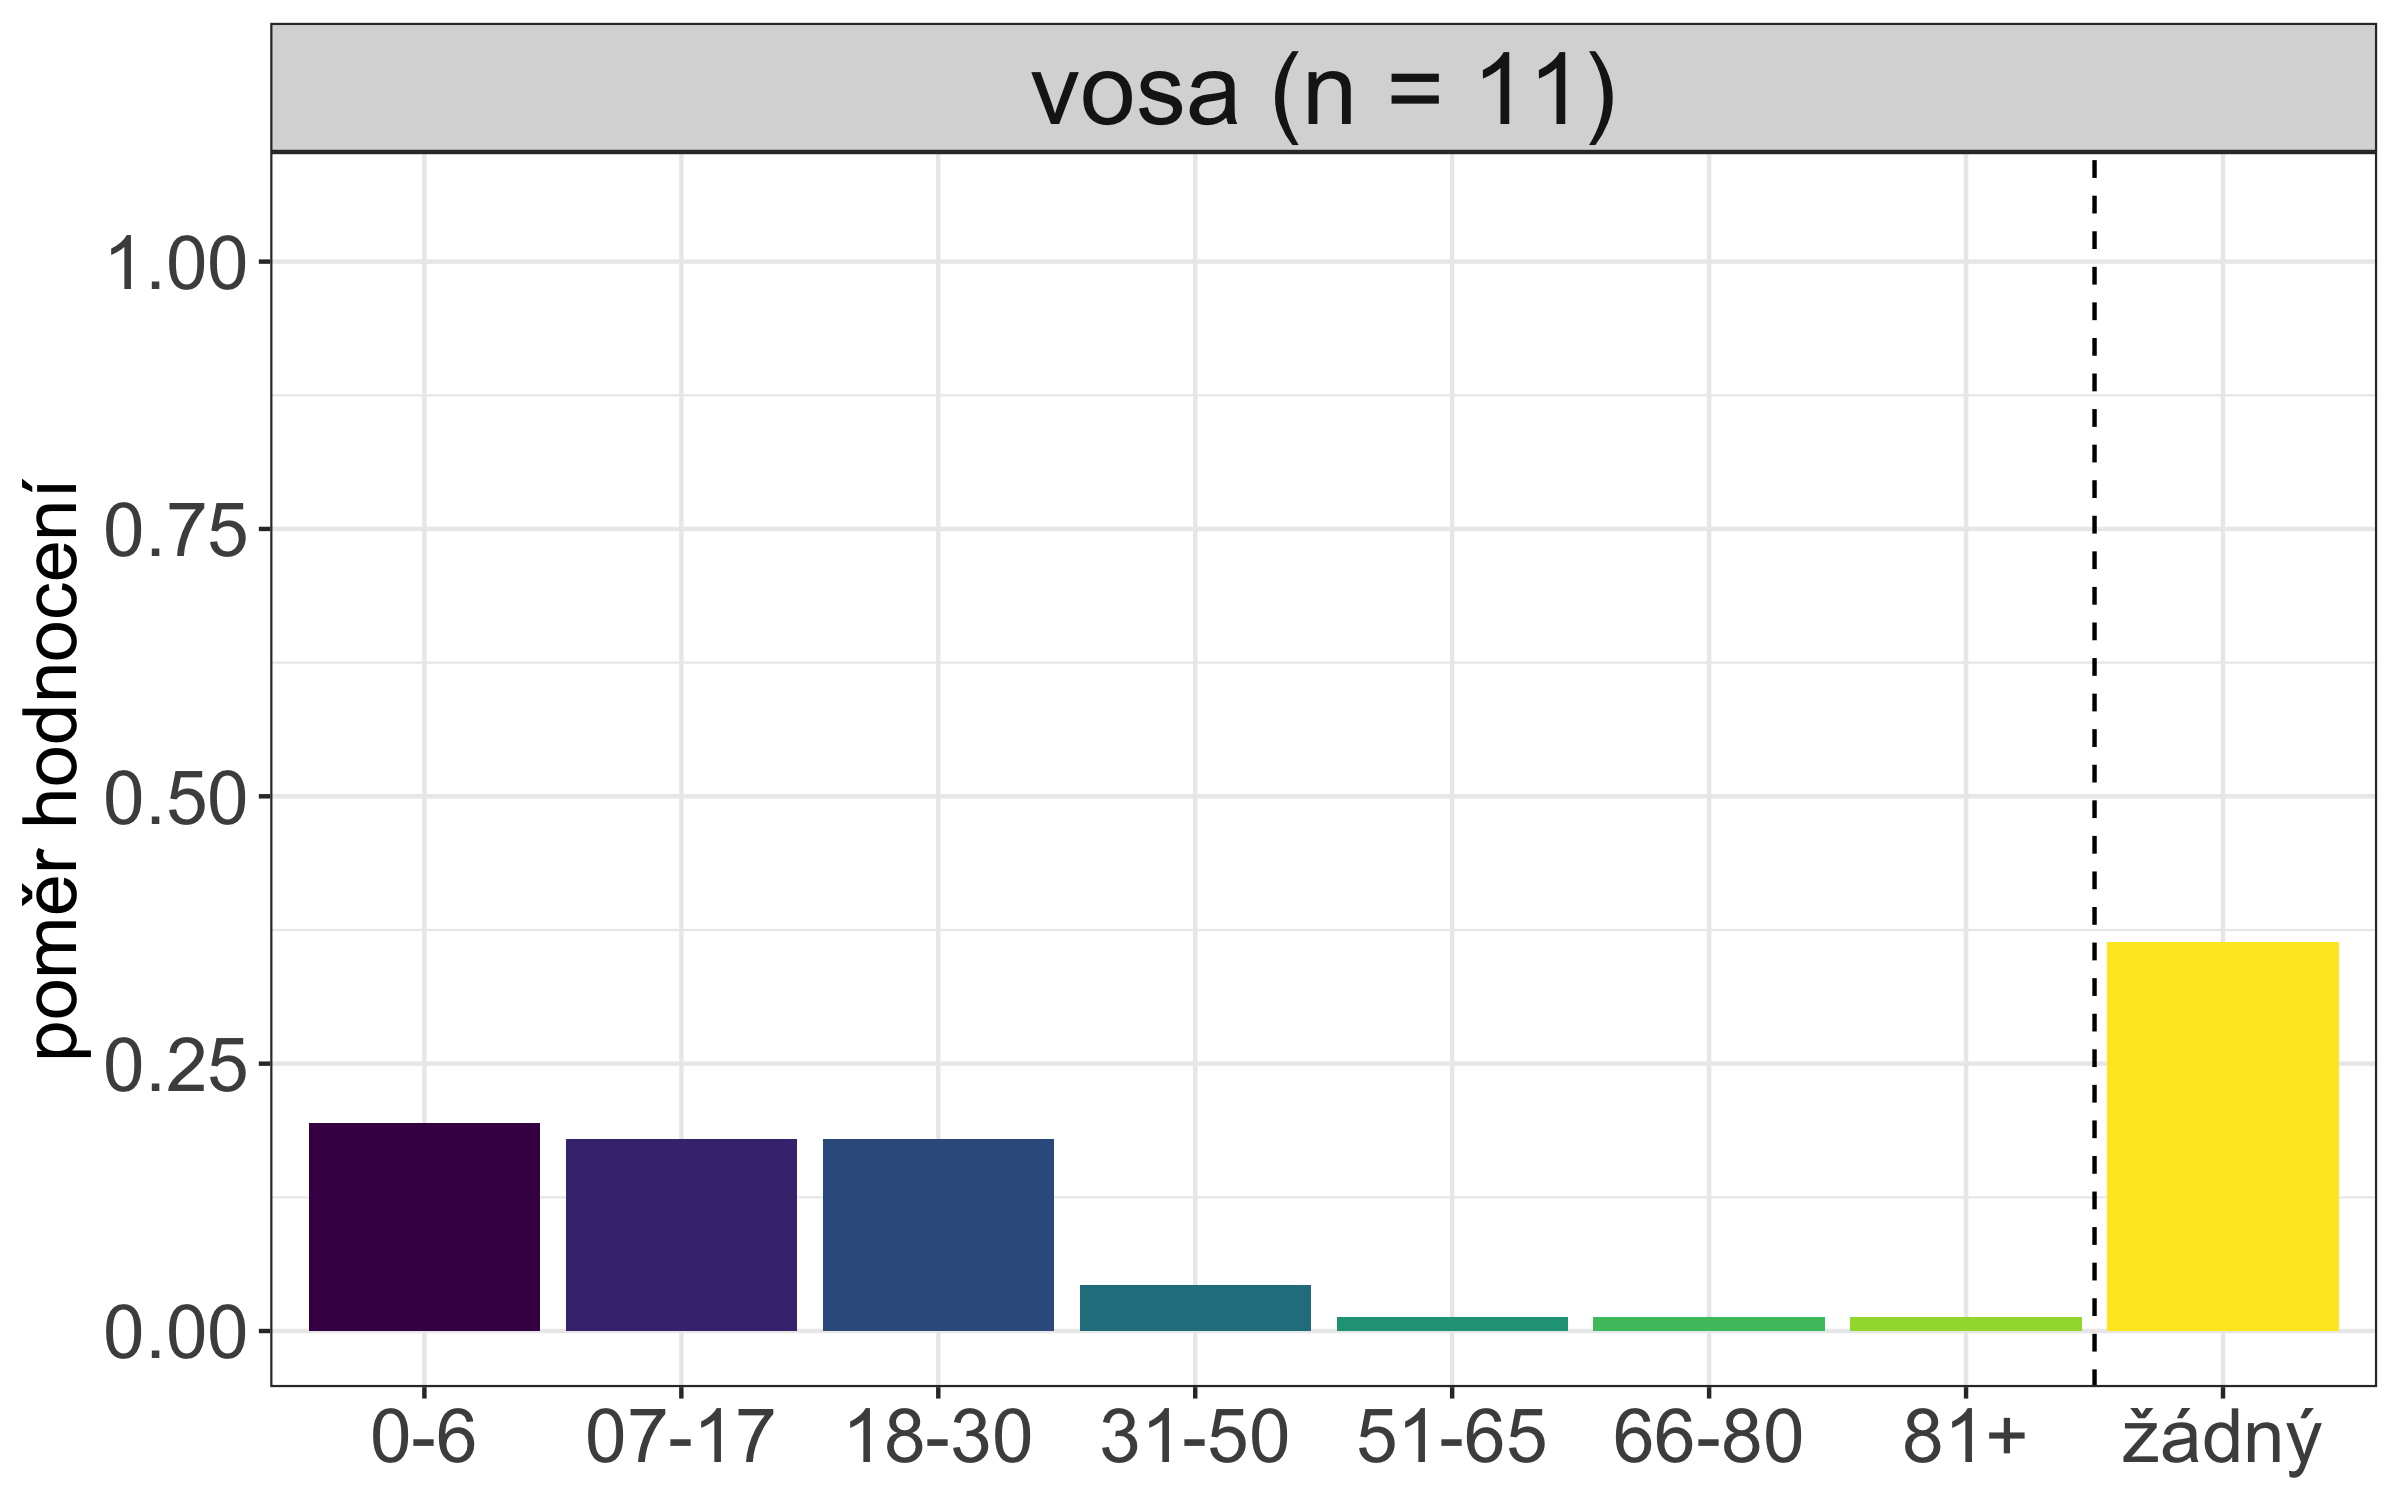 vosa (n = 11)
poměr hodnocení
1.00
0.75
0.50
0.25
0.00
0-6 07-17 18-30 31-50 51-65 66-80 81+ žádný